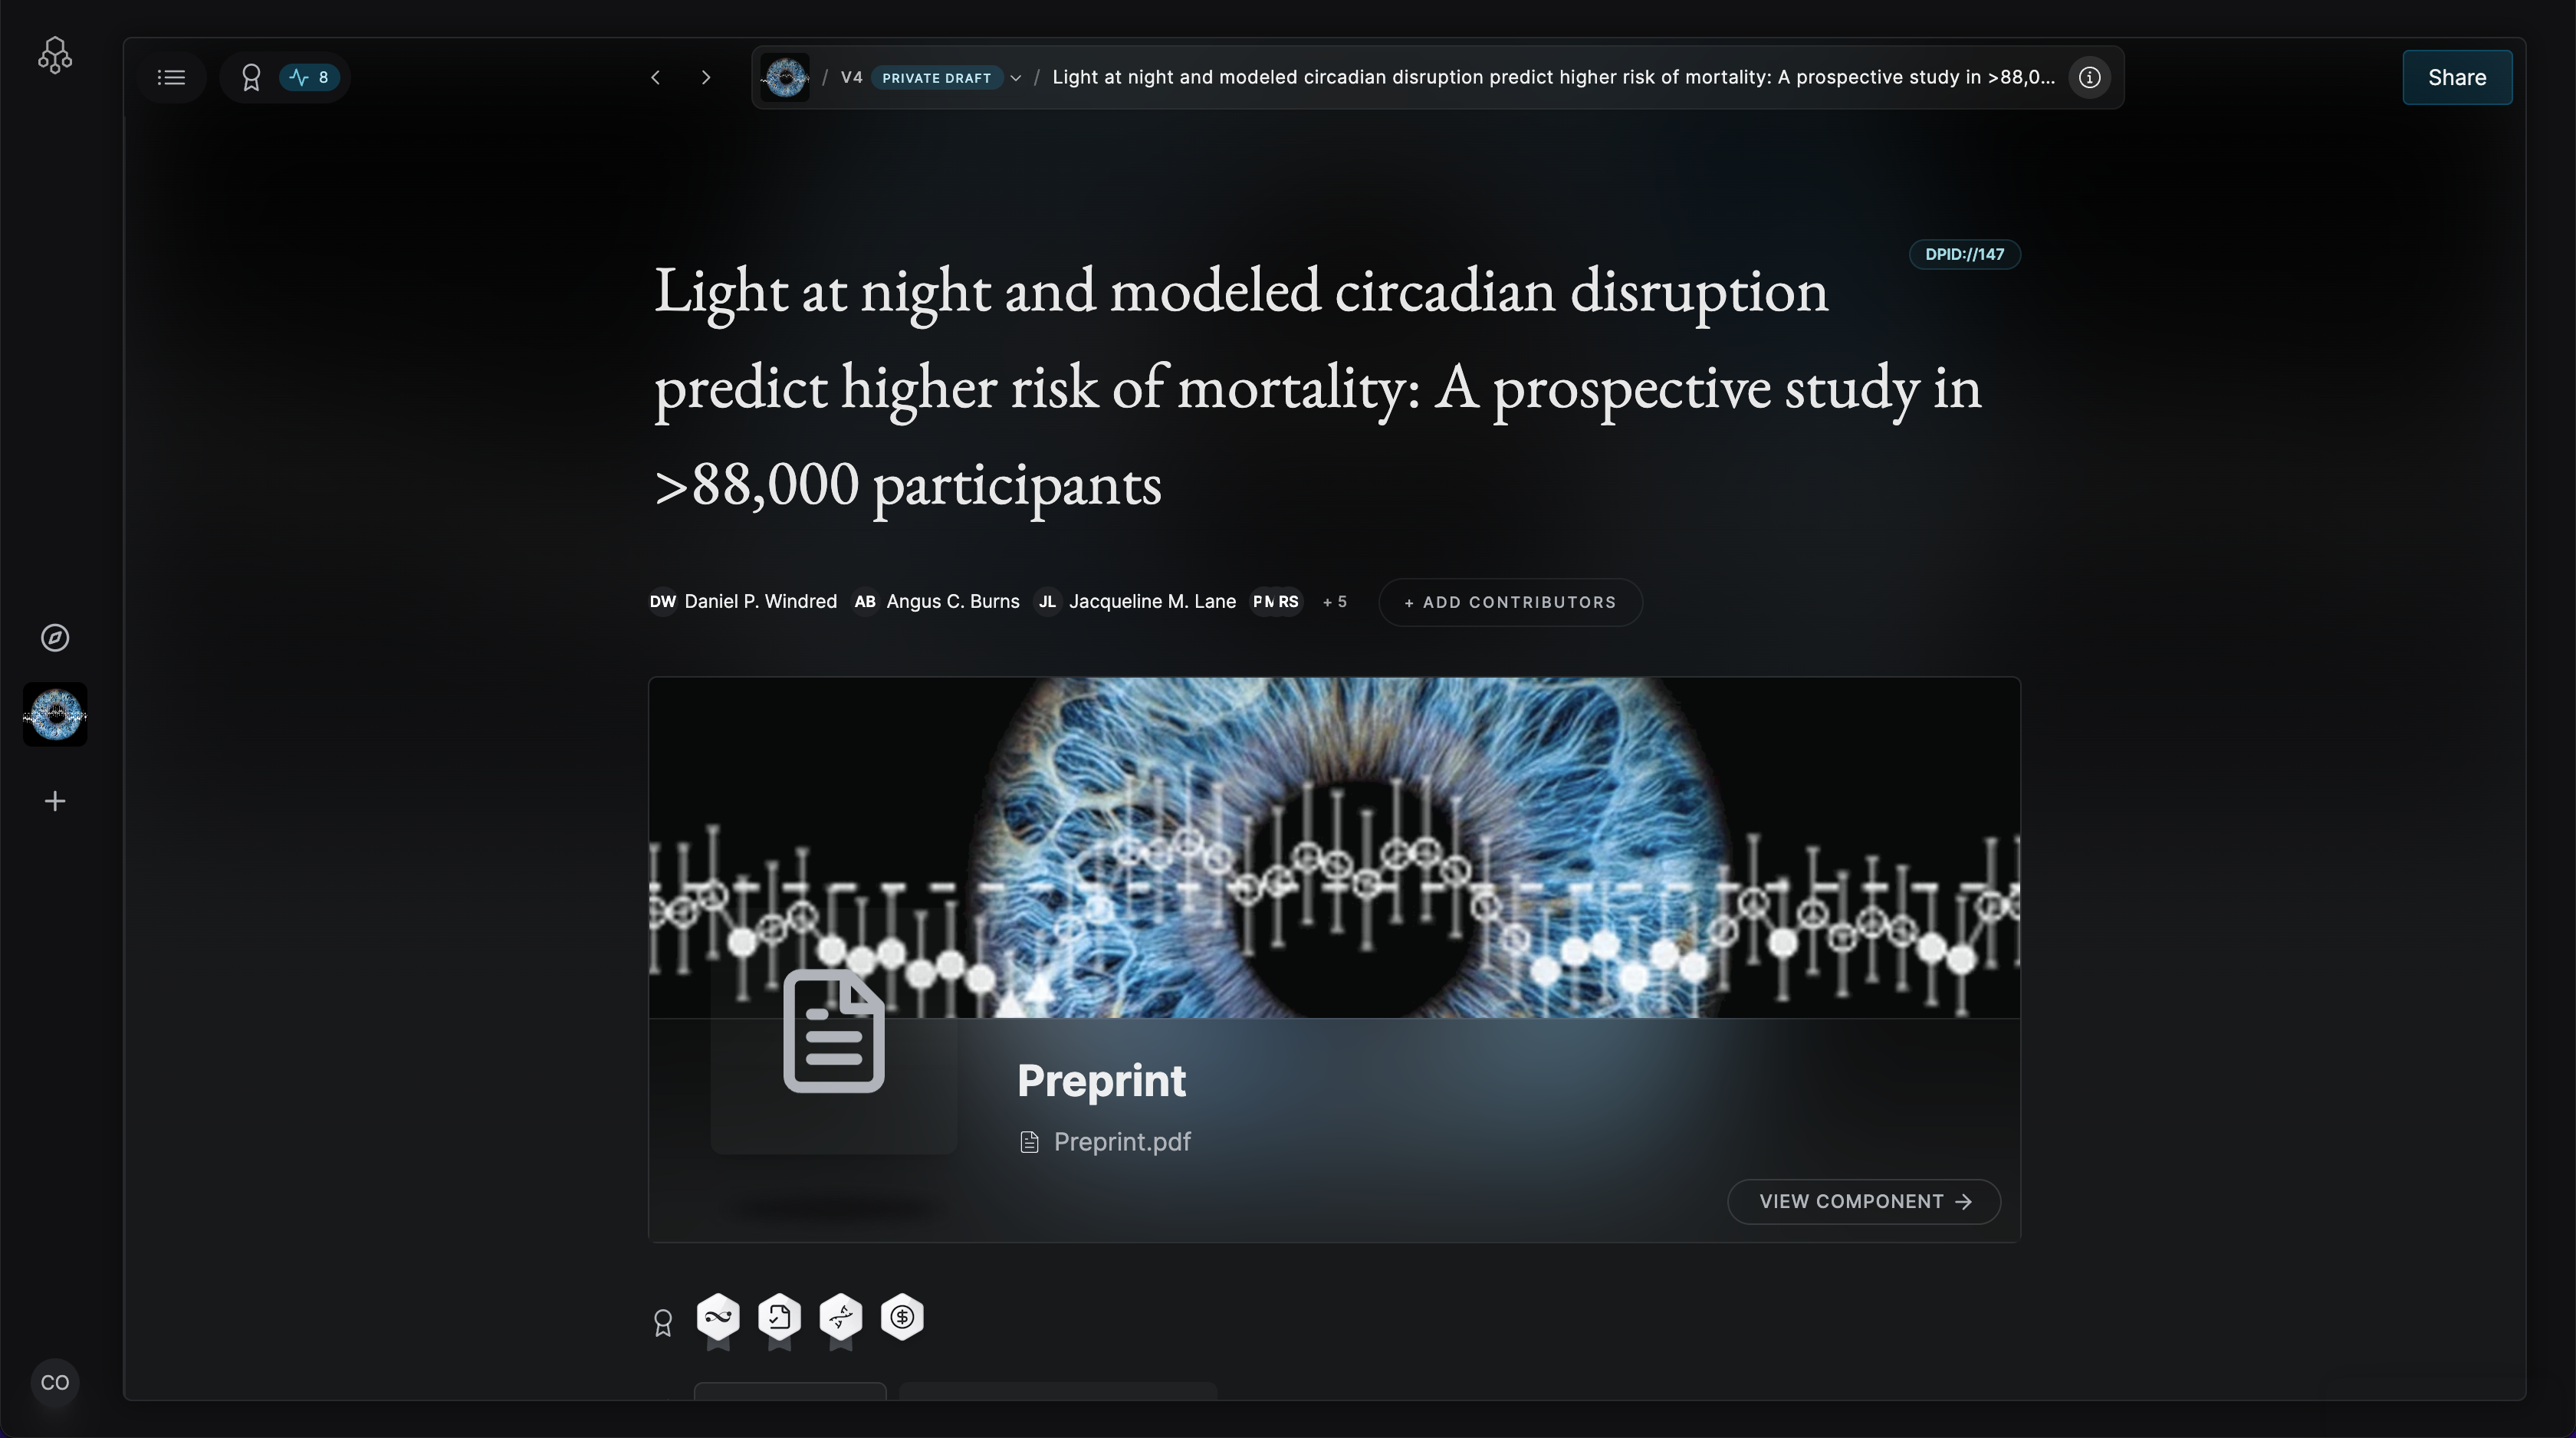 8
/ V4 PRIVATE DRAFT / Light at night and modeled circadian disruption predict higher risk of mortality: A prospective study in >88,0...
Share
DPID://147
Light at night and modeled circadian disruption
predict higher risk of mortality: A prospective study in
>88,000 participants
DW Daniel P. Windred AB Angus C. Burns JL Jacqueline M. Lane RS + 5 + ADD CONTRIBUTORS
Preprint
Preprint.pdf
VIEW COMPONENT →
$
CO